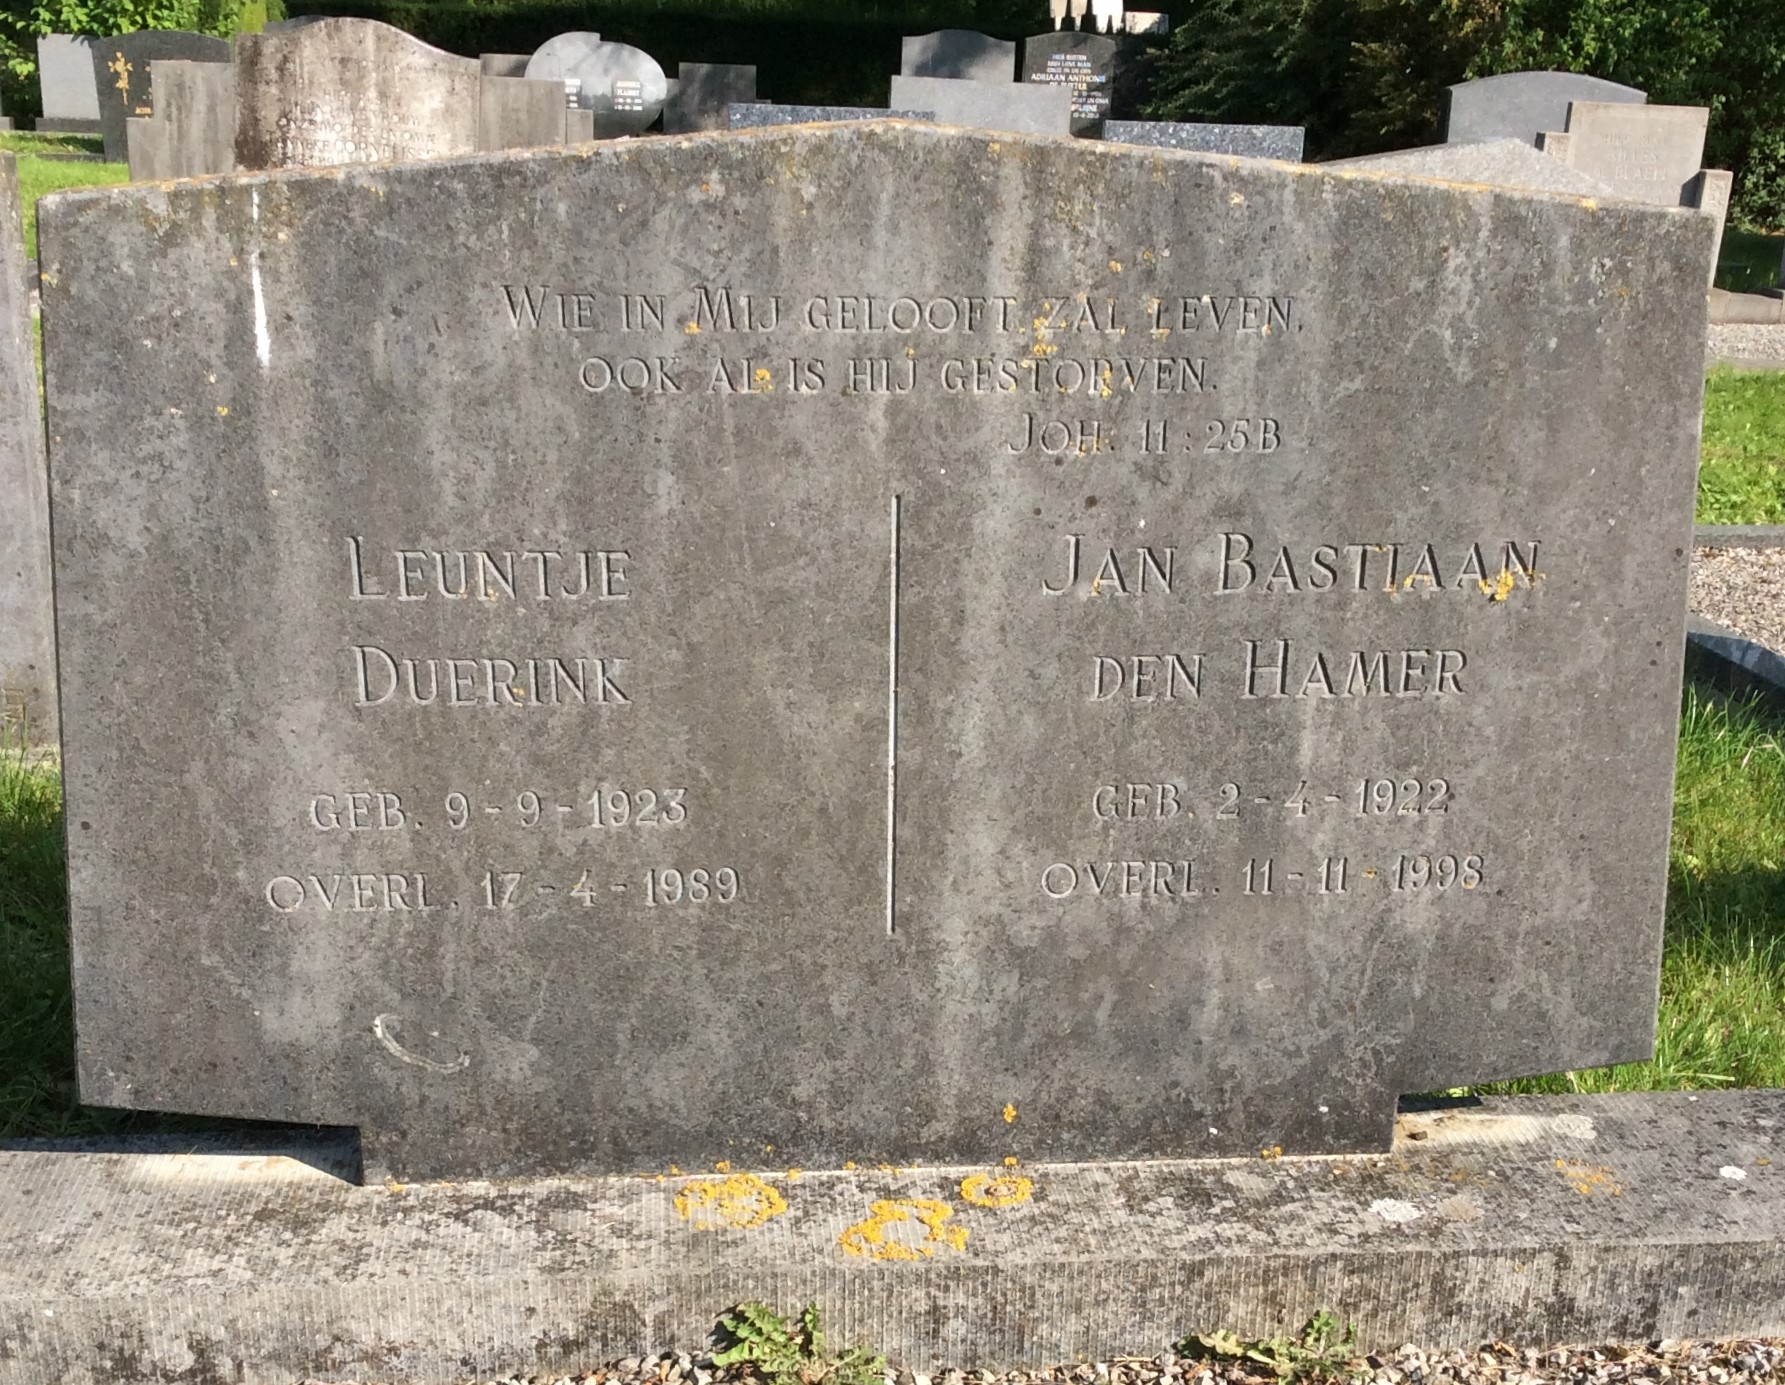 Wie in Mij gelooft, zal leven,
ook al is hij gestorven.
Joh. 11 : 25b
Leuntje
Duerink
geb. 9 - 9 - 1923
overl. 17 - 4 - 1989
Jan Bastiaan
den Hamer
geb. 2 - 4 - 1922
overl. 11 - 11 - 1998